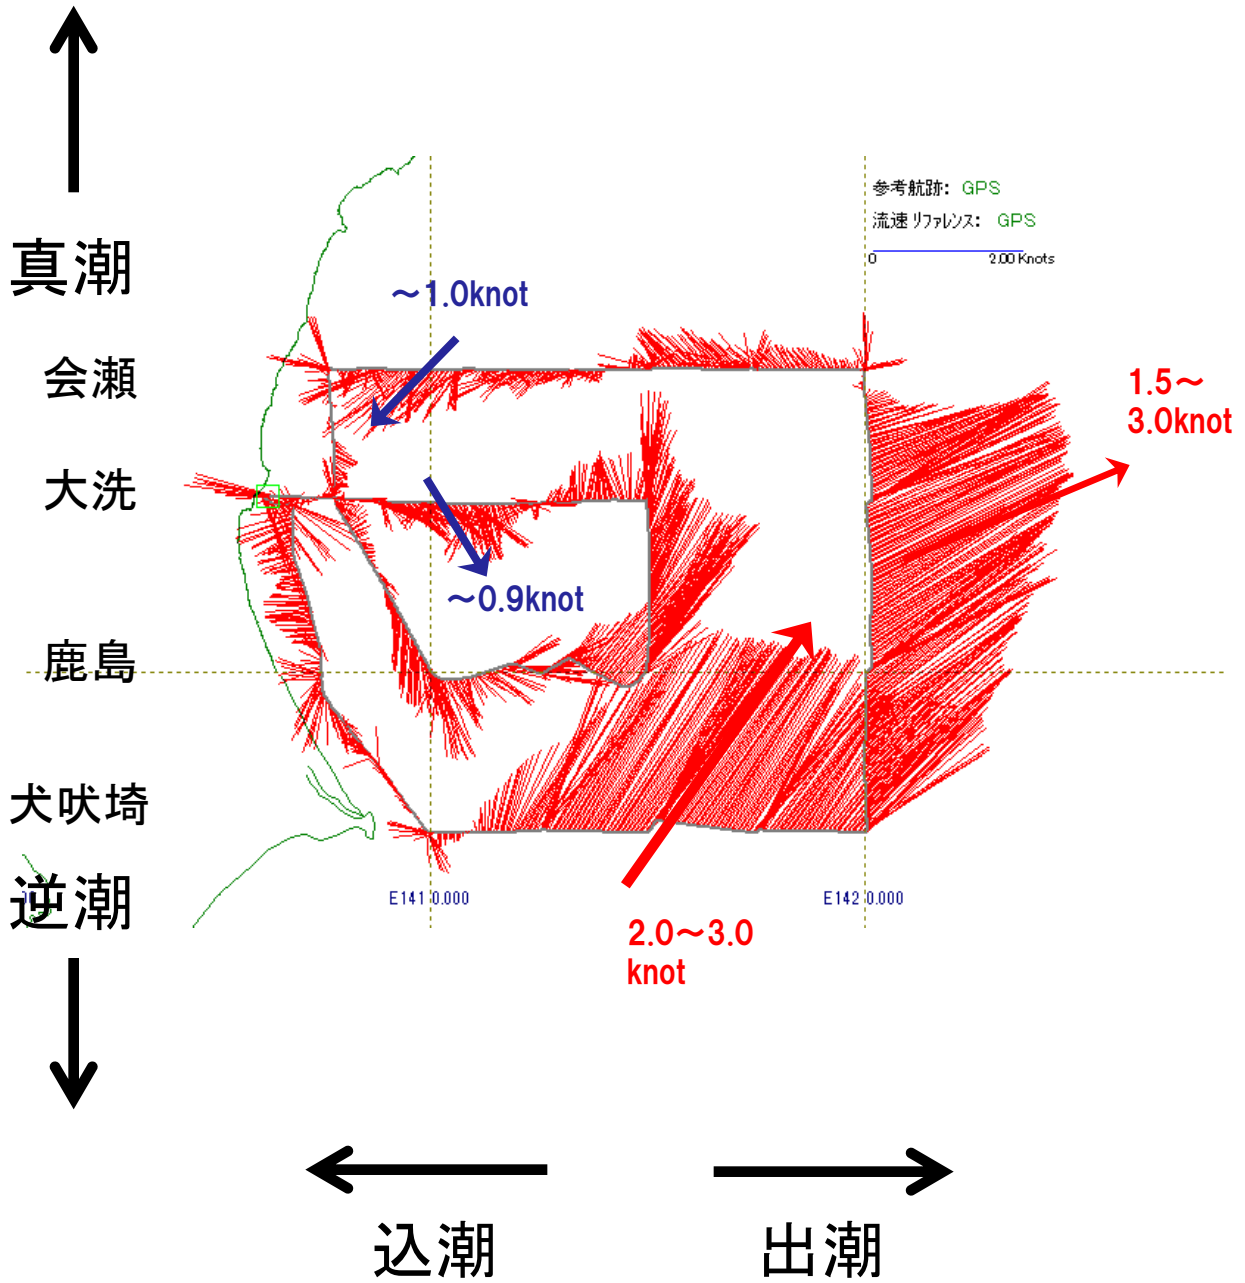 参考航跡: GPS
流速リファレンス: GPS
0 2.00 Knots
真潮
～1.0knot
会瀬
1.5～
3.0knot
大洗
～0.9knot
鹿島
犬吠埼
逆潮
E141 0.000
E142 0.000
2.0～3.0
knot
込潮
出潮